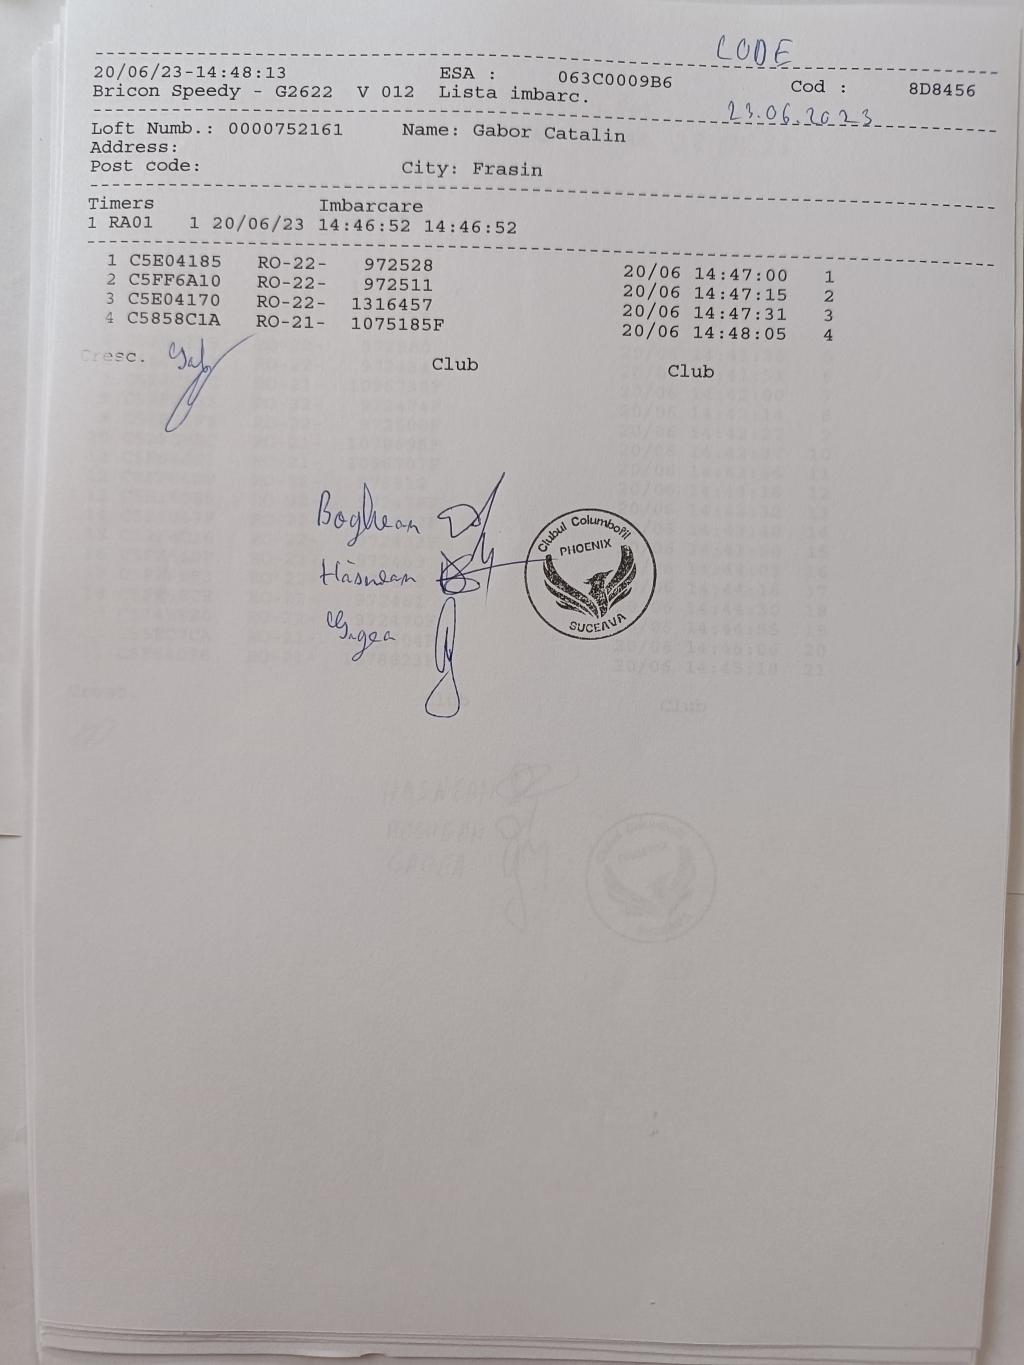 LODE
20/06/23-14:48:13 ESA : 063C0009B6 Cod : 8D8456
Bricon Speedy - G2622 V 012 Lista imbarc.
23.06.2023
Loft Numb.: 0000752161 Name: Gabor Catalin
Address:
Post code: City: Frasin
Timers Imbarcare
1 RA01 1 20/06/23 14:46:52 14:46:52
1 C5E04185 RO-22- 972528 20/06 14:47:00 1
2 C5FF6A10 RO-22- 972511 20/06 14:47:15 2
3 C5E04170 RO-22- 1316457 20/06 14:47:31 3
4 C5858C1A RO-21- 1075185F 20/06 14:48:05 4
Cresc. Club Club
Boghean
Hăsnean
Clubul Columbofil
PHOENIX
SUCEAVA